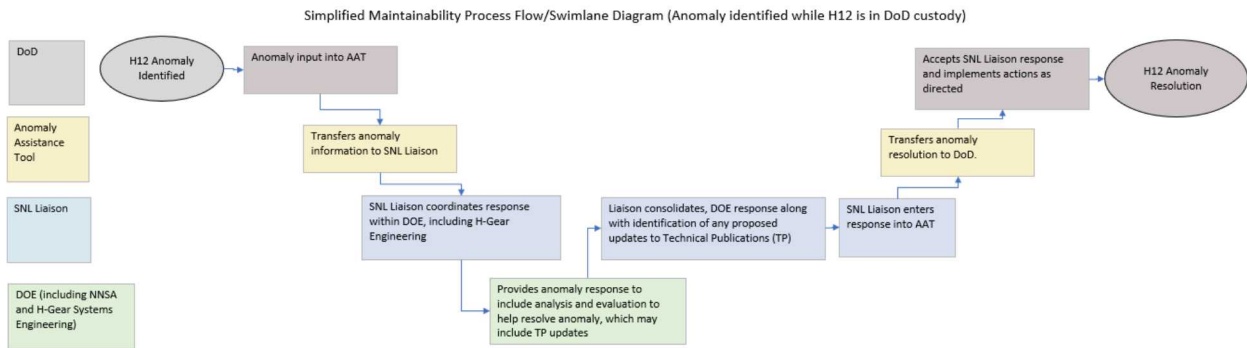 Simplified Maintainability Process Flow/Swimlane Diagram (Anomaly identified while H12 is in DoD custody)
DoD
H12 Anomaly
Identified
Anomaly input into AAT
Accepts SNL Liaison response
and implements actions as
directed
H12 Anomaly
Resolution
Anomaly
Assistance
Tool
Transfers anomaly
information to SNL Liaison
Transfers anomaly
resolution to DoD.
SNL Liaison
SNL Liaison coordinates response
within DOE, including H-Gear
Engineering
Liaison consolidates, DOE response along
with identification of any proposed
updates to Technical Publications (TP)
SNL Liaison enters
response into AAT
DOE (including NNSA
and H-Gear Systems
Engineering)
Provides anomaly response to
include analysis and evaluation to
help resolve anomaly, which may
include TP updates